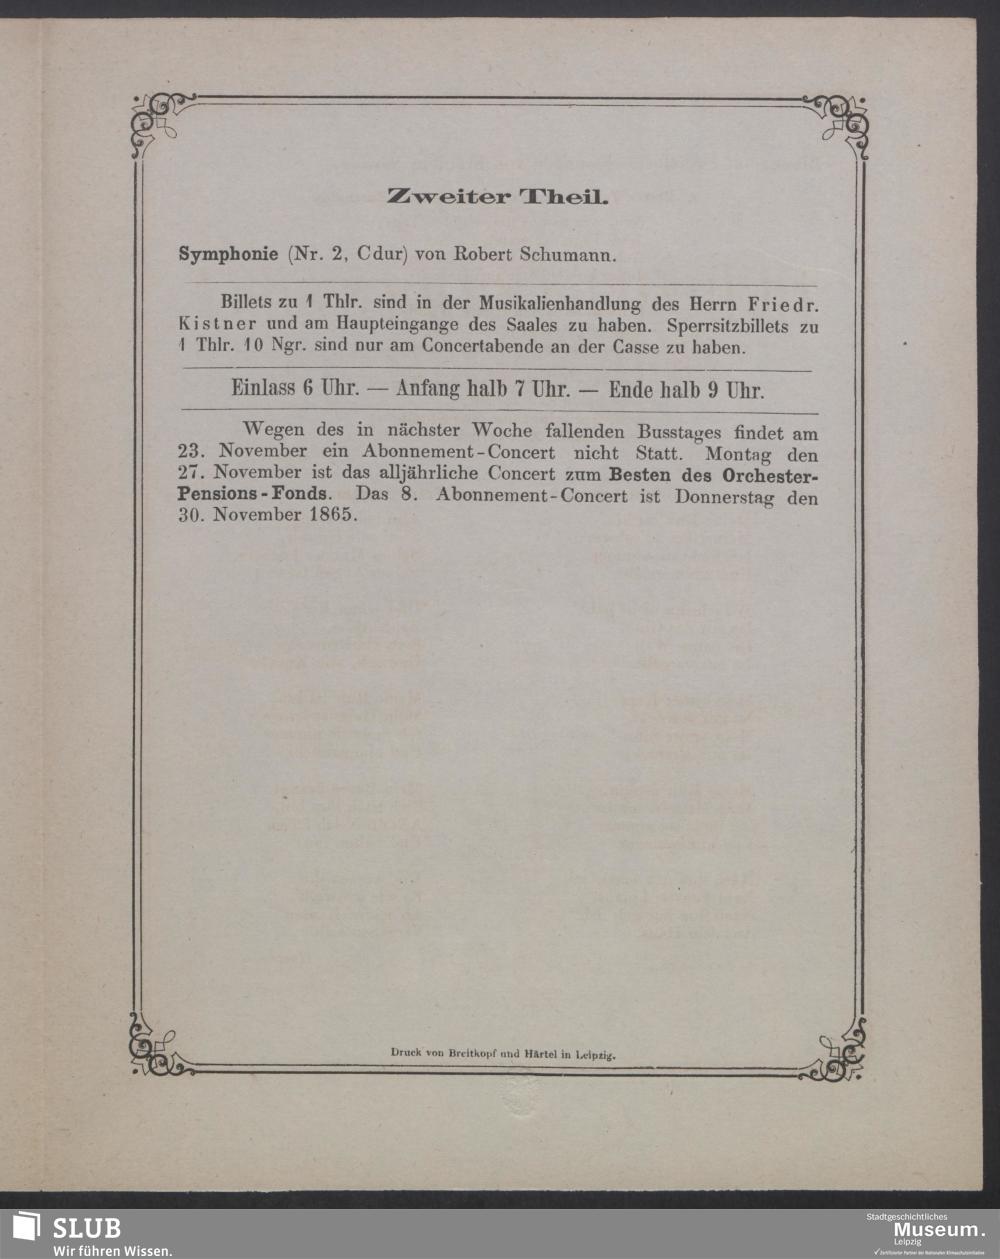 Zweiter Theil.
Symphonie (Nr. 2, Cdur) von Robert Schumann.
Billets zu 1 Thlr. sind in der Musikalienhandlung des Herrn Friedr.
Kistner und am Haupteingange des Saales zu haben. Sperrsitzbillets zu
1 Thlr. 10 Ngr. sind nur am Concertabende an der Casse zu haben.
Einlass 6 Uhr. — Anfang halb 7 Uhr. — Ende halb 9 Uhr.
Wegen des in nächster Woche fallenden Busstages findet am
23. November ein Abonnement-Concert nicht Statt. Montag den
27. November ist das alljährliche Concert zum Besten des Orchester-
Pensions-Fonds. Das 8. Abonnement-Concert ist Donnerstag den
30. November 1865.
Druck von Breitkopf und Härtel in Leipzig.
SLUB
Wir führen Wissen.
Stadtgeschichtliches
Museum.
Leipzig
Zertifizierter Partner der Nationalen Klimaschutzinitiative